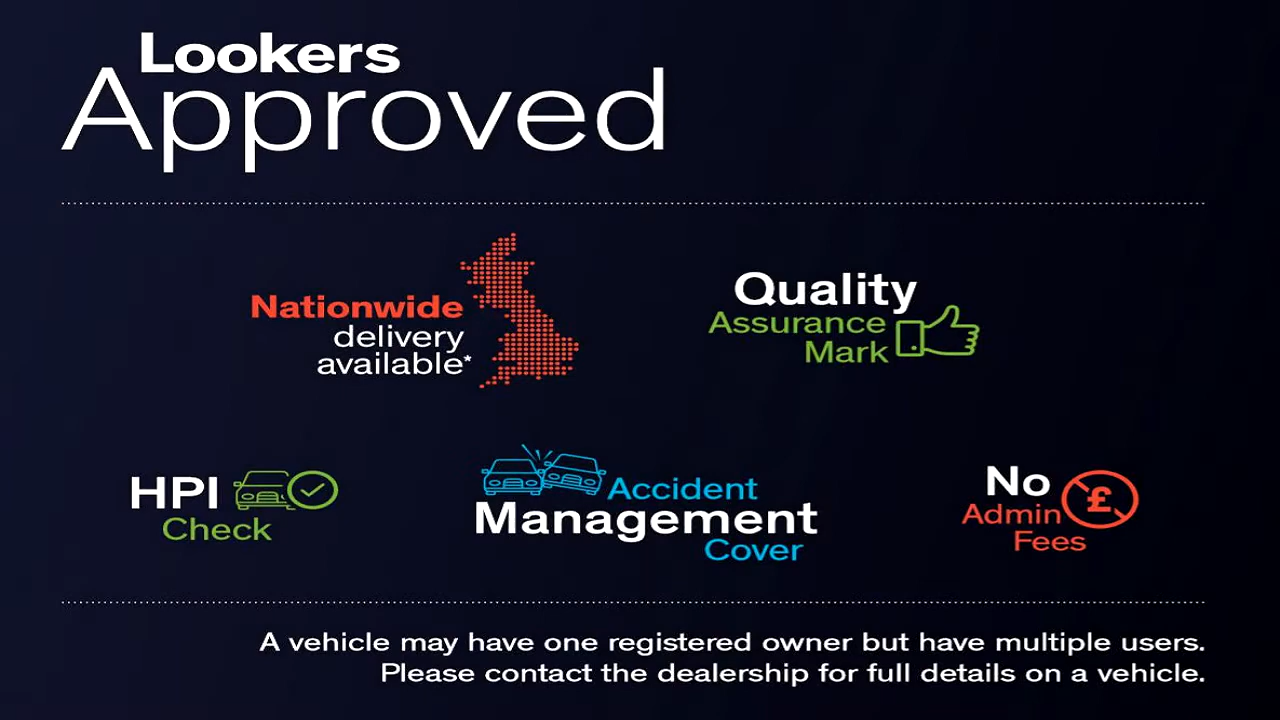 Lookers
Approved
Nationwide
delivery
available*
Quality
Assurance
Mark
HPI
Check
Accident
Management
Cover
No
Admin
£
Fees
A vehicle may have one registered owner but have multiple users.
Please contact the dealership for full details on a vehicle.